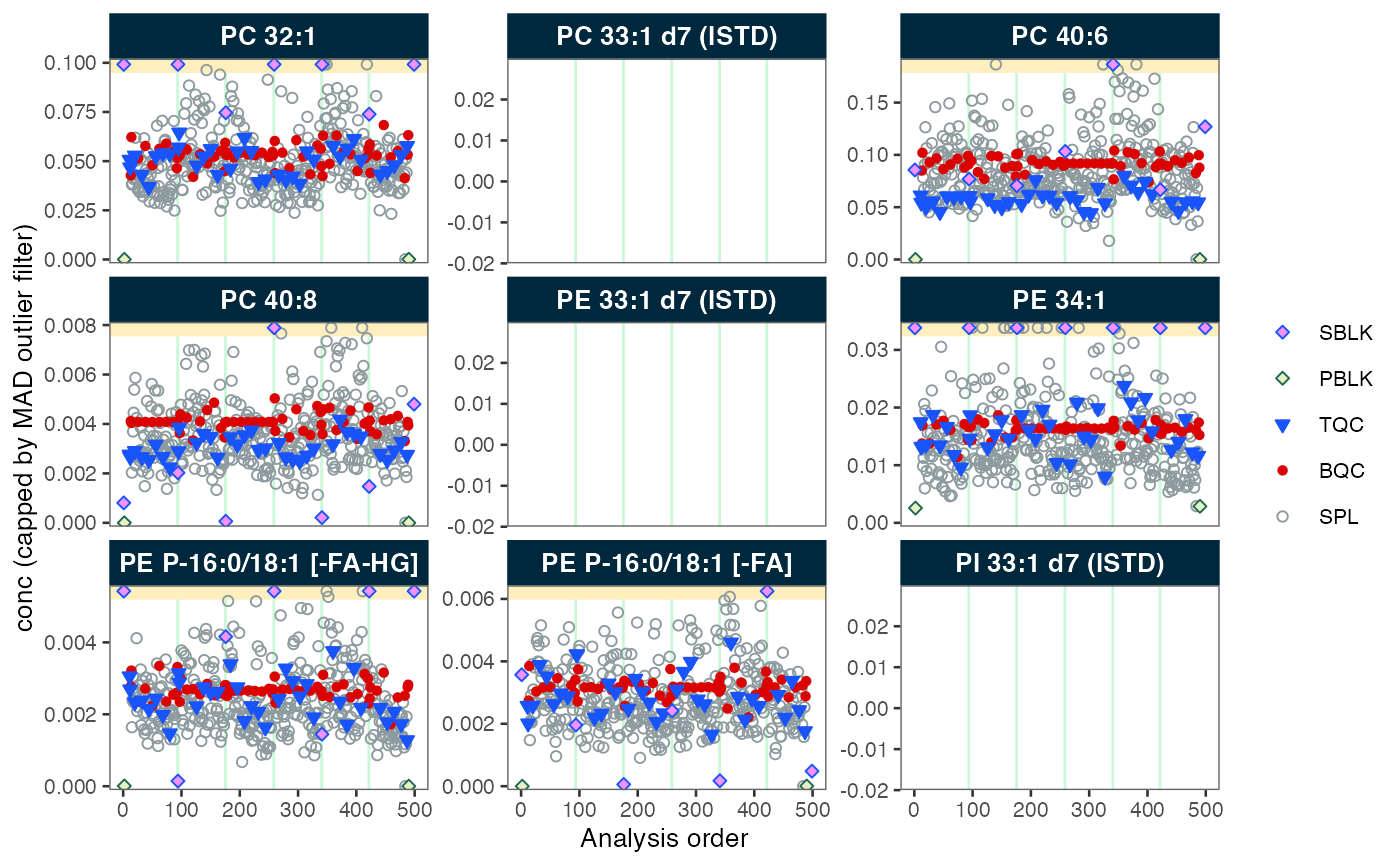 PC 32:1
PC 33:1 d7 (ISTD)
PC 40:6
0.100
0.075
0.050
0.025
0.000
0.02
0.01
0.00
-0.01
-0.02
0.15
0.10
0.05
0.00
PC 40:8
PE 33:1 d7 (ISTD)
PE 34:1
0.008
0.006
0.004
0.002
0.000
0.02
0.01
0.00
-0.01
-0.02
0.03
0.02
0.01
0.00
PE P-16:0/18:1 [-FA-HG]
PE P-16:0/18:1 [-FA]
PI 33:1 d7 (ISTD)
0.004
0.002
0.000
0.006
0.004
0.002
0.000
0.02
0.01
0.00
-0.01
-0.02
0 100 200 300 400 500
0 100 200 300 400 500
0 100 200 300 400 500
Analysis order
conc (capped by MAD outlier filter)
SBLK
PBLK
TQC
BQC
SPL